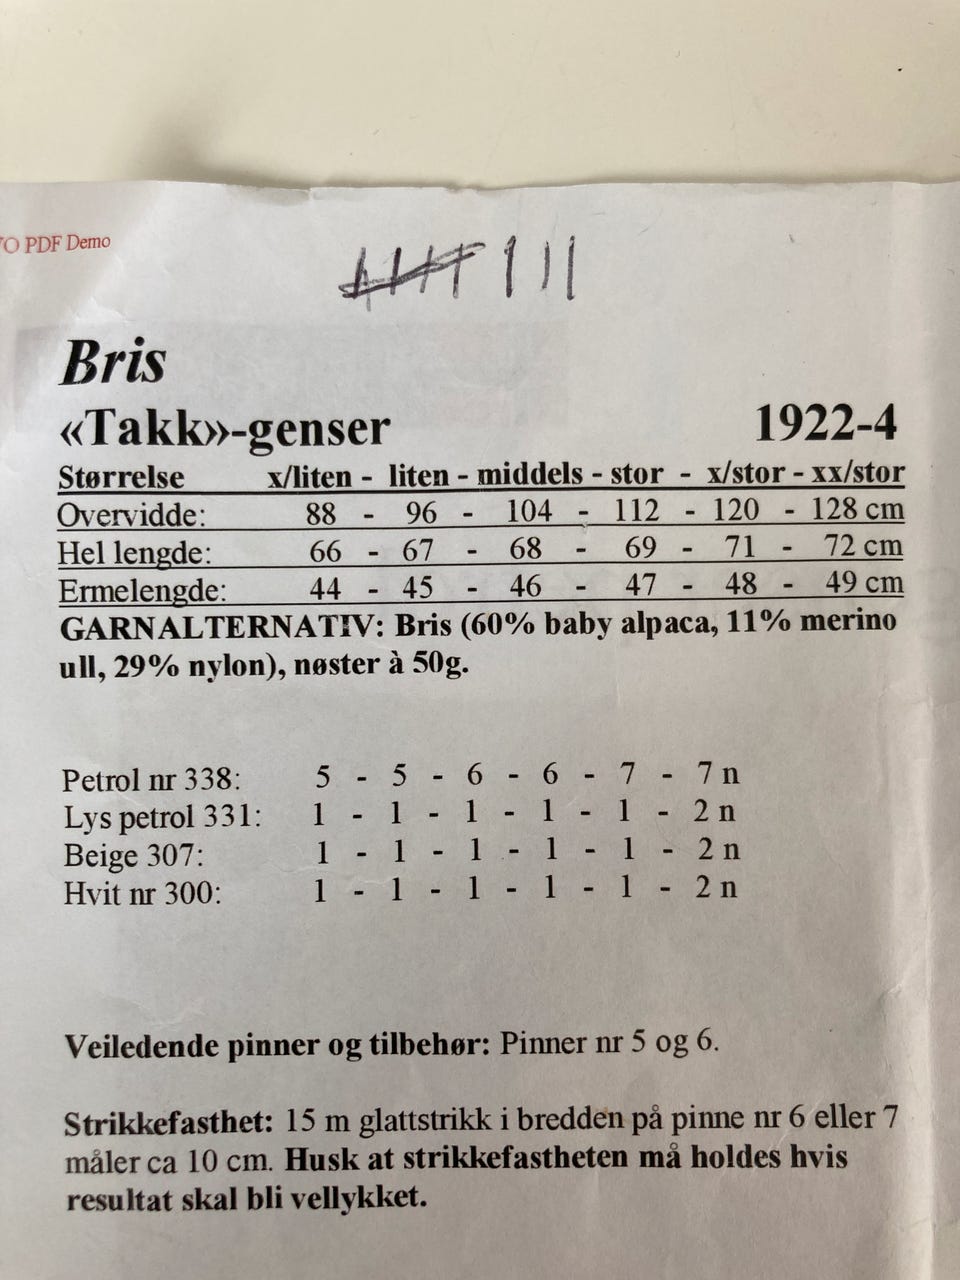 O PDF Demo
Bris
«Takk»-genser 1922-4
Størrelse x/liten - liten - middels - stor - x/stor - xx/stor
Overvidde: 88 - 96 - 104 - 112 - 120 - 128 cm
Hel lengde: 66 - 67 - 68 - 69 - 71 - 72 cm
Ermelengde: 44 - 45 - 46 - 47 - 48 - 49 cm
GARNALTERNATIV: Bris (60% baby alpaca, 11% merino
ull, 29% nylon), nøster à 50g.
Petrol nr 338: 5 - 5 - 6 - 6 - 7 - 7 n
Lys petrol 331: 1 - 1 - 1 - 1 - 1 - 2 n
Beige 307: 1 - 1 - 1 - 1 - 1 - 2 n
Hvit nr 300: 1 - 1 - 1 - 1 - 1 - 2 n
Veiledende pinner og tilbehør: Pinner nr 5 og 6.
Strikkefasthet: 15 m glattstrikk i bredden på pinne nr 6 eller 7
måler ca 10 cm. Husk at strikkefastheten må holdes hvis
resultat skal bli vellykket.